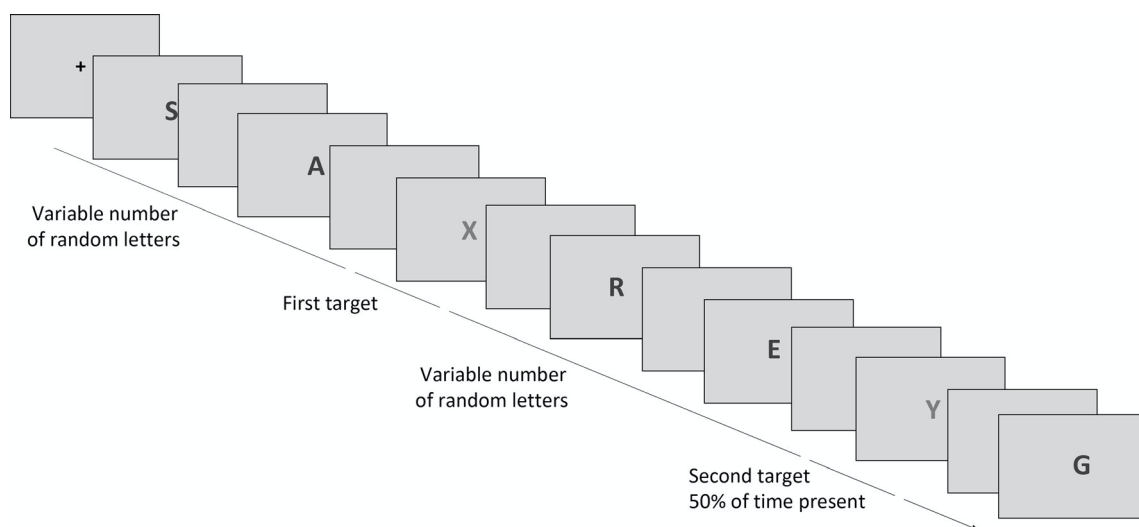 +
S
A
X
R
E
Y
G
Variable number
of random letters
First target
Variable number
of random letters
Second target
50% of time present